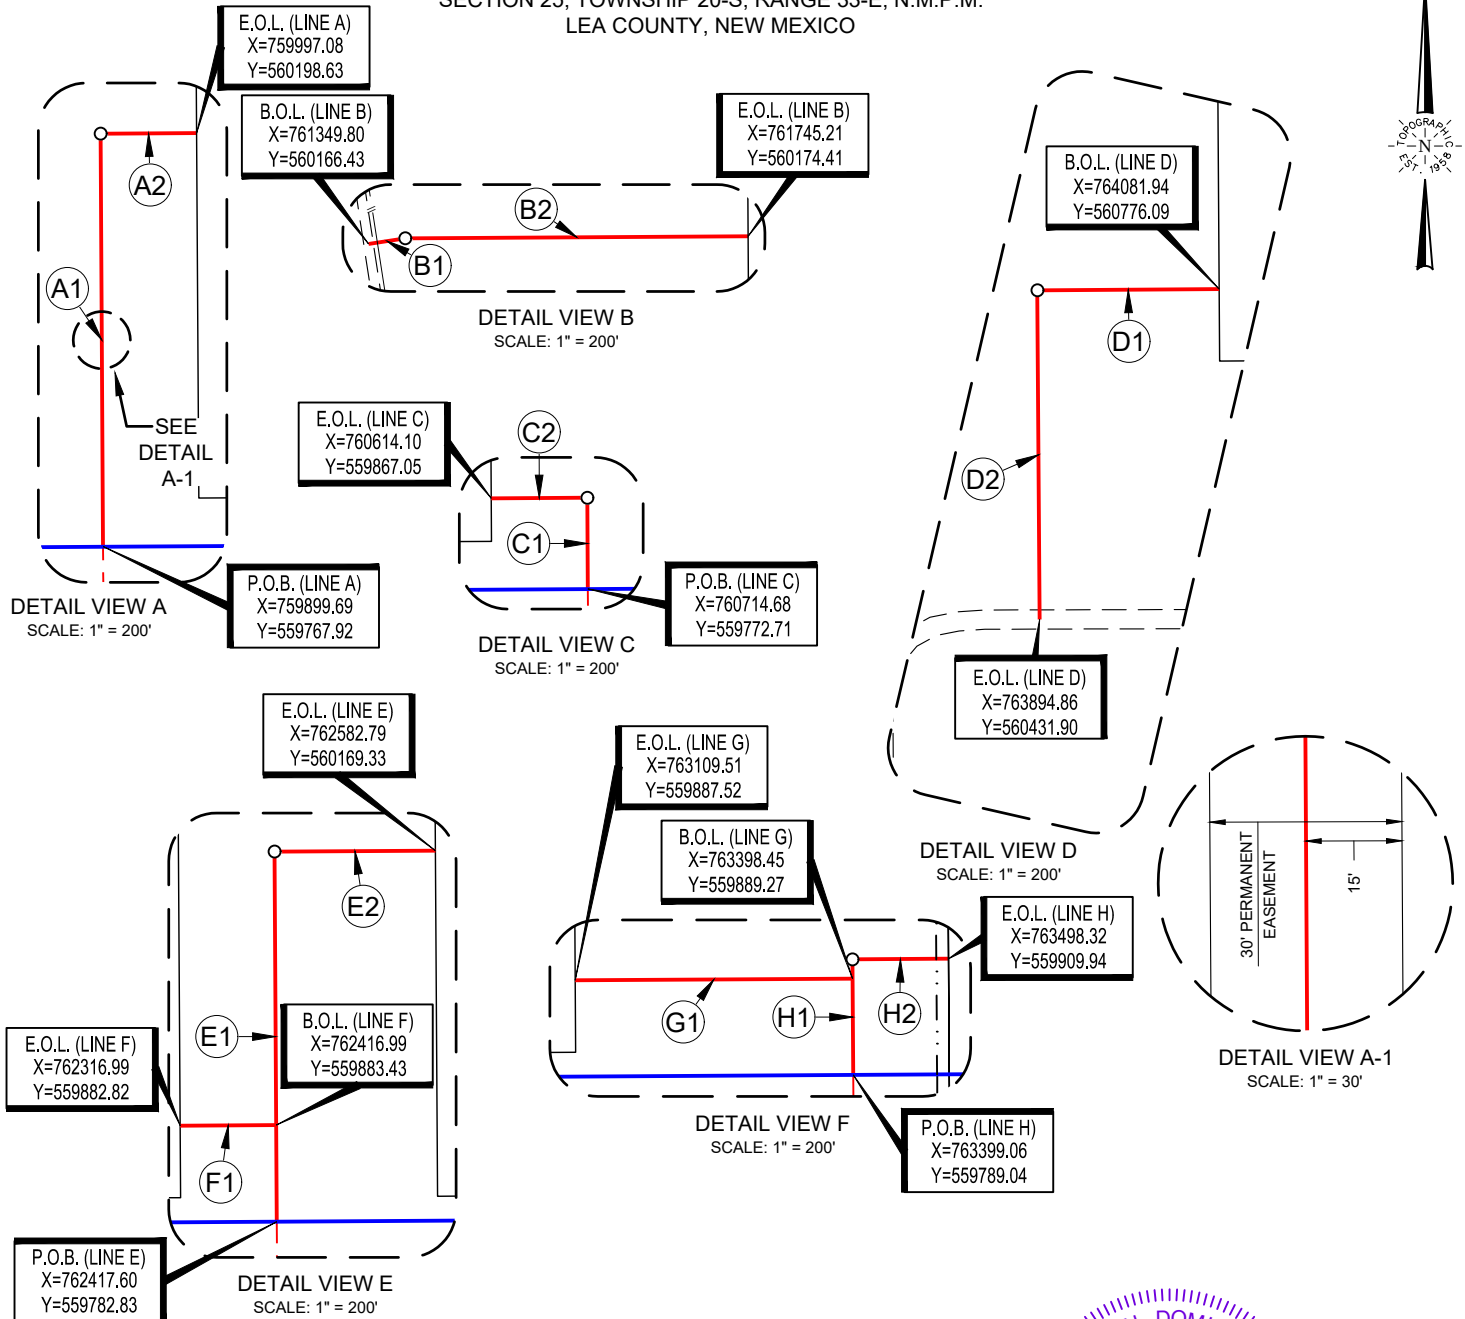 SECTION 25, TOWNSHIP 20-S, RANGE 33-E, N.M.P.M.
LEA COUNTY, NEW MEXICO
E.O.L. (LINE A)
X=759997.08
Y=560198.63
B.O.L. (LINE B)
X=761349.80
Y=560166.43
E.O.L. (LINE B)
X=761745.21
Y=560174.41
B.O.L. (LINE D)
X=764081.94
Y=560776.09
TOPOGRAPHIC
N
EST. 1958
A2
A1
B2
B1
DETAIL VIEW B
SCALE: 1" = 200'
D1
D2
SEE
DETAIL
A-1
E.O.L. (LINE C)
X=760614.10
Y=559867.05
C2
C1
P.O.B. (LINE A)
X=759899.69
Y=559767.92
DETAIL VIEW A
SCALE: 1" = 200'
P.O.B. (LINE C)
X=760714.68
Y=559772.71
DETAIL VIEW C
SCALE: 1" = 200'
E.O.L. (LINE D)
X=763894.86
Y=560431.90
E.O.L. (LINE E)
X=762582.79
Y=560169.33
E.O.L. (LINE G)
X=763109.51
Y=559887.52
B.O.L. (LINE G)
X=763398.45
Y=559889.27
DETAIL VIEW D
SCALE: 1" = 200'
30' PERMANENT
EASEMENT
15'
E.O.L. (LINE H)
X=763498.32
Y=559909.94
E2
E1
B.O.L. (LINE F)
X=762416.99
Y=559883.43
E.O.L. (LINE F)
X=762316.99
Y=559882.82
F1
G1
H1
H2
DETAIL VIEW A-1
SCALE: 1" = 30'
DETAIL VIEW F
SCALE: 1" = 200'
P.O.B. (LINE H)
X=763399.06
Y=559789.04
P.O.B. (LINE E)
X=762417.60
Y=559782.83
DETAIL VIEW E
SCALE: 1" = 200'